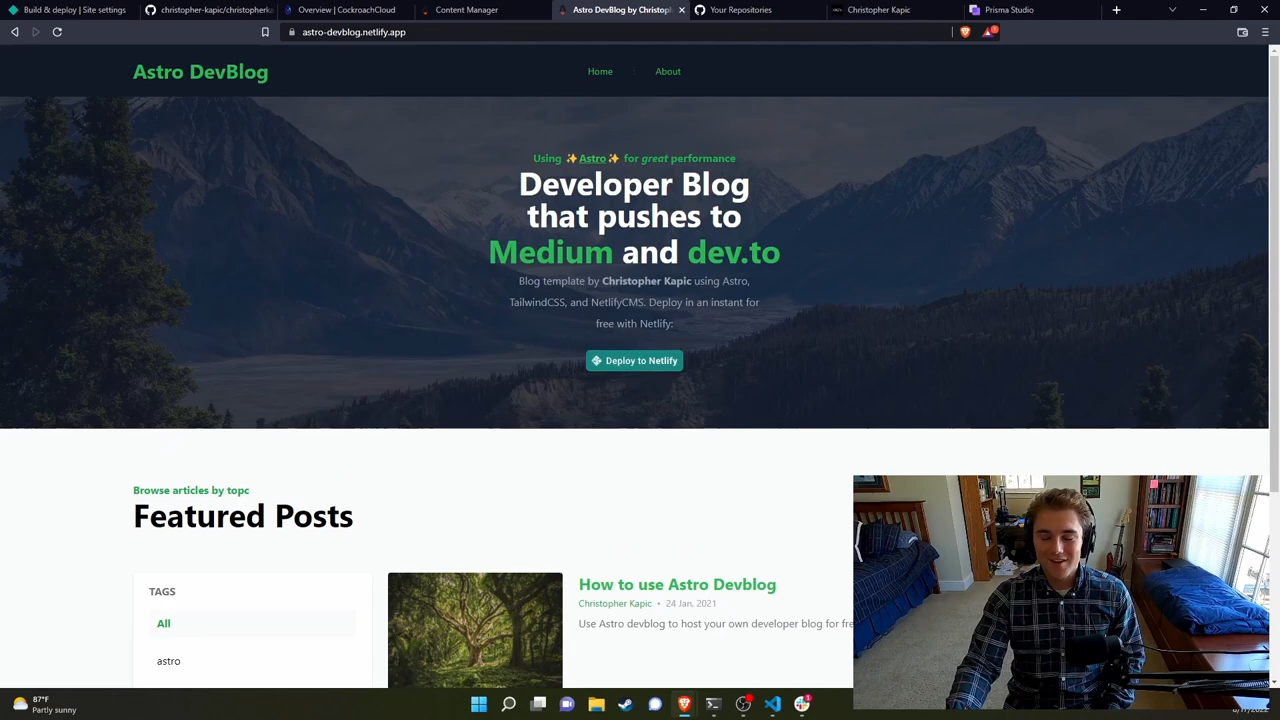 Build & deploy | Site settings
christopher-kapic/christopherka
Overview | CockroachCloud
Content Manager
Astro DevBlog by Christoph
Your Repositories
Christopher Kapic
Prisma Studio
astro-devblog.netlify.app
Astro DevBlog
Home
About
Using ✨Astro✨ for great performance
Developer Blog
that pushes to
Medium and dev.to
Blog template by Christopher Kapic using Astro,
TailwindCSS, and NetlifyCMS. Deploy in an instant for
free with Netlify:
Deploy to Netlify
Browse articles by topc
Featured Posts
TAGS
All
astro
How to use Astro Devblog
Christopher Kapic • 24 Jan, 2021
Use Astro devblog to host your own developer blog for fre
87°F
Partly sunny